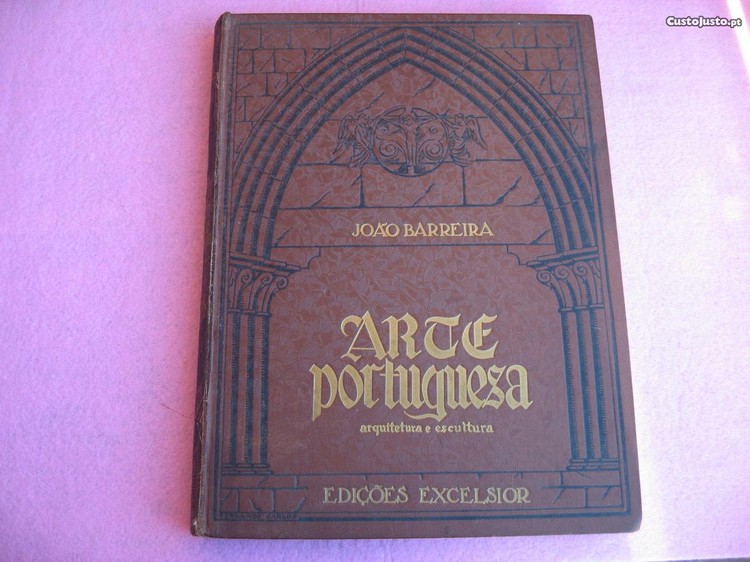 CustoJusto.pt
JOÃO BARREIRA
ARTE
portuguesa
arquitetura e escultura
EDIÇÕES EXCELSIOR